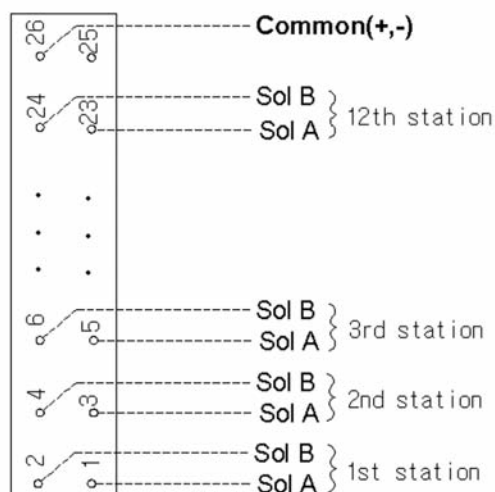 26 25 Common(+,-)
24 23 Sol B
Sol A
12th station
6 5 Sol B
Sol A
3rd station
4 3 Sol B
Sol A
2nd station
2 1 Sol B
Sol A
1st station